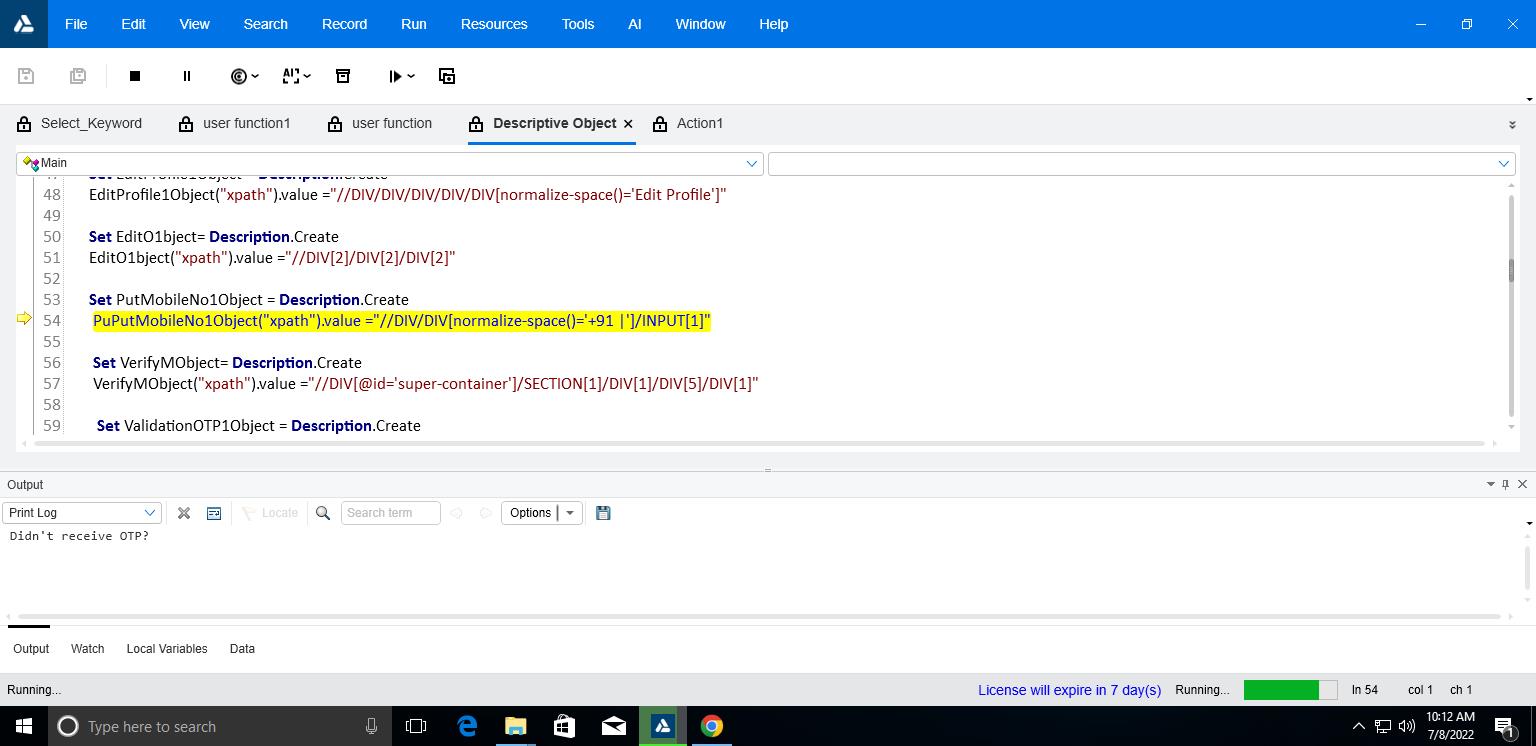 File Edit View Search Record Run Resources Tools AI Window Help
Select_Keyword user function1 user function Descriptive Object Action1
Main
48 EditProfile1Object("xpath").value ="//DIV/DIV/DIV/DIV/DIV[normalize-space()='Edit Profile']"
49
50 Set EditO1bject= Description.Create
51 EditO1bject("xpath").value ="//DIV[2]/DIV[2]/DIV[2]"
52
53 Set PutMobileNo1Object = Description.Create
54 PuPutMobileNo1Object("xpath").value ="//DIV/DIV[normalize-space()='+91 |']/INPUT[1]"
55
56 Set VerifyMObject= Description.Create
57 VerifyMObject("xpath").value ="//DIV[@id='super-container']/SECTION[1]/DIV[1]/DIV[5]/DIV[1]"
58
59 Set ValidationOTP1Object = Description.Create
Output
Print Log Locate Search term Options
Didn't receive OTP?
Output Watch Local Variables Data
Running... License will expire in 7 day(s) Running... ln 54 col 1 ch 1
Type here to search
10:12 AM
7/8/2022
1